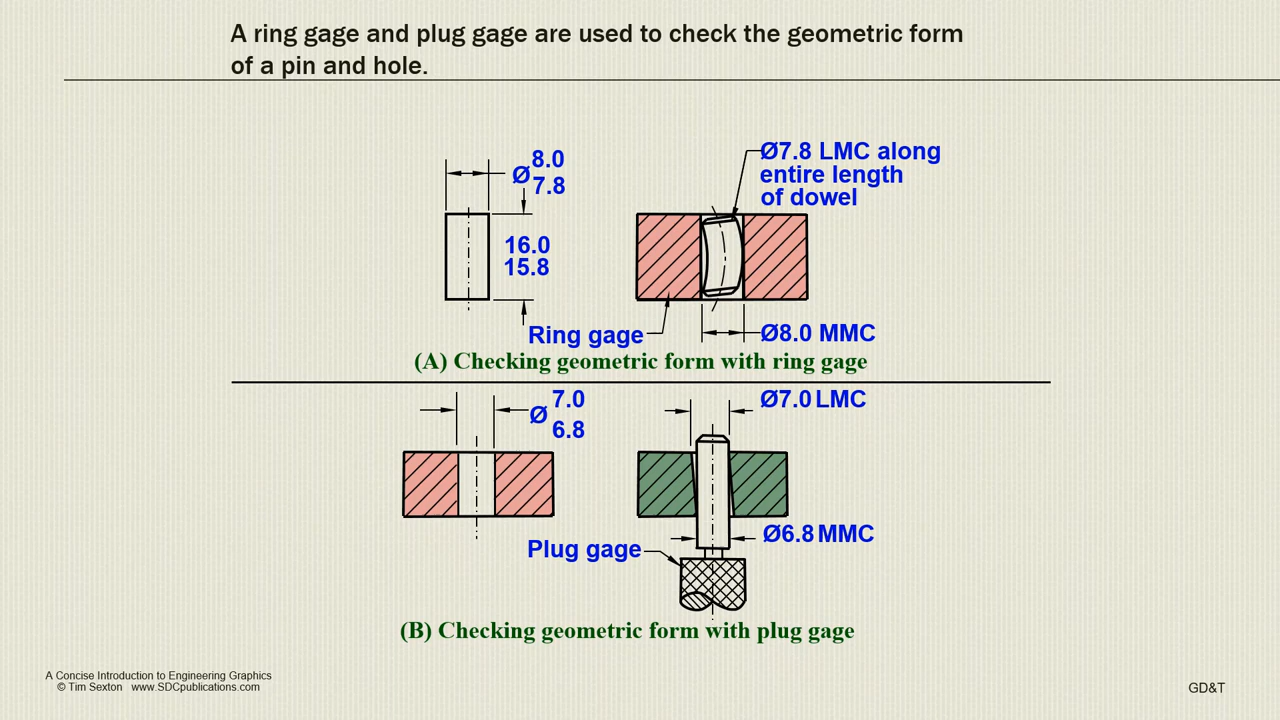 A ring gage and plug gage are used to check the geometric form
of a pin and hole.
Ø 8.0
7.8
16.0
15.8
Ø7.8 LMC along
entire length
of dowel
Ring gage
Ø8.0 MMC
(A) Checking geometric form with ring gage
Ø 7.0
6.8
Ø7.0 LMC
Ø6.8 MMC
Plug gage
(B) Checking geometric form with plug gage
A Concise Introduction to Engineering Graphics
© Tim Sexton www.SDCpublications.com
GD&T